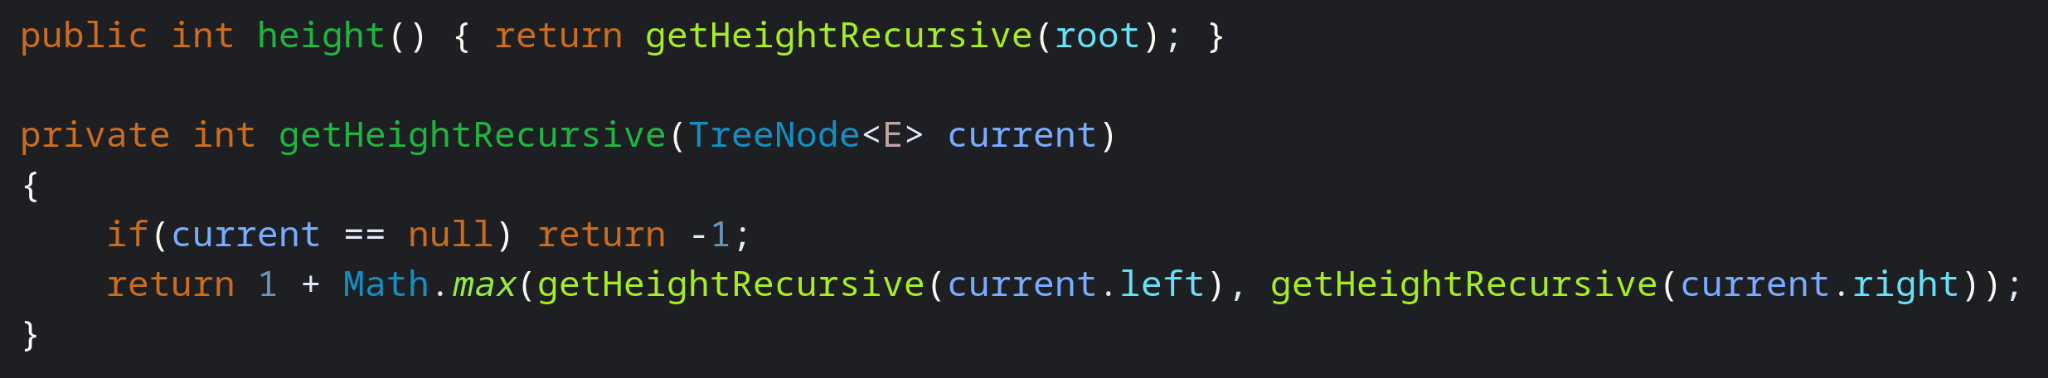 public int height() { return getHeightRecursive(root); }
private int getHeightRecursive(TreeNode<E> current)
{
    if(current == null) return -1;
    return 1 + Math.max(getHeightRecursive(current.left), getHeightRecursive(current.right));
}